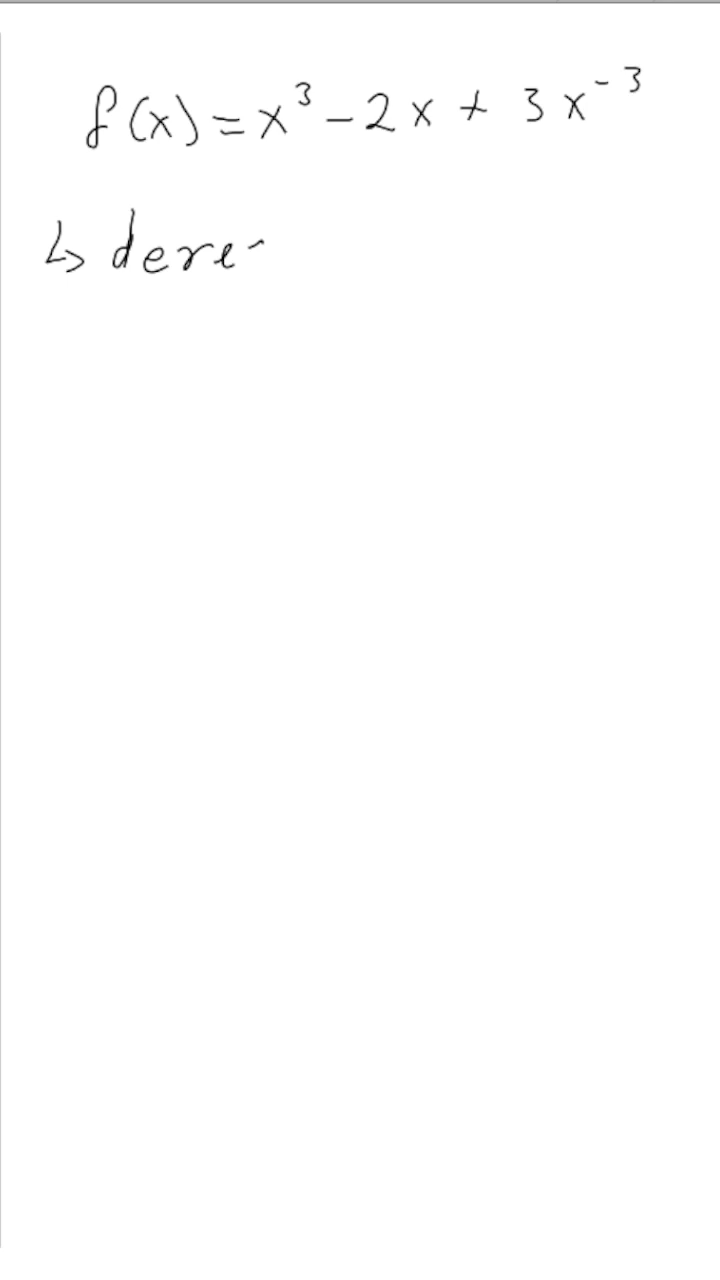 f(x) = x³ - 2x + 3x⁻³
↳ dere-